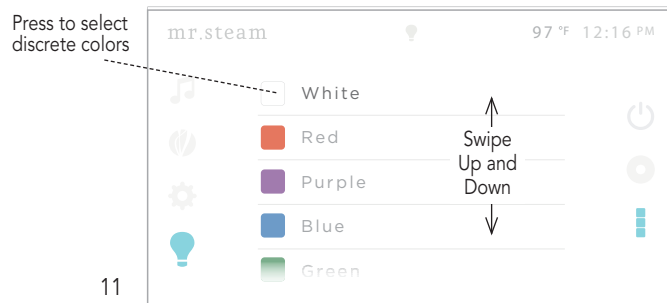 Press to select
discrete colors
mr.steam
97 °F 12:16 PM
White
Red
Purple
Blue
Green
Swipe
Up and
Down
11